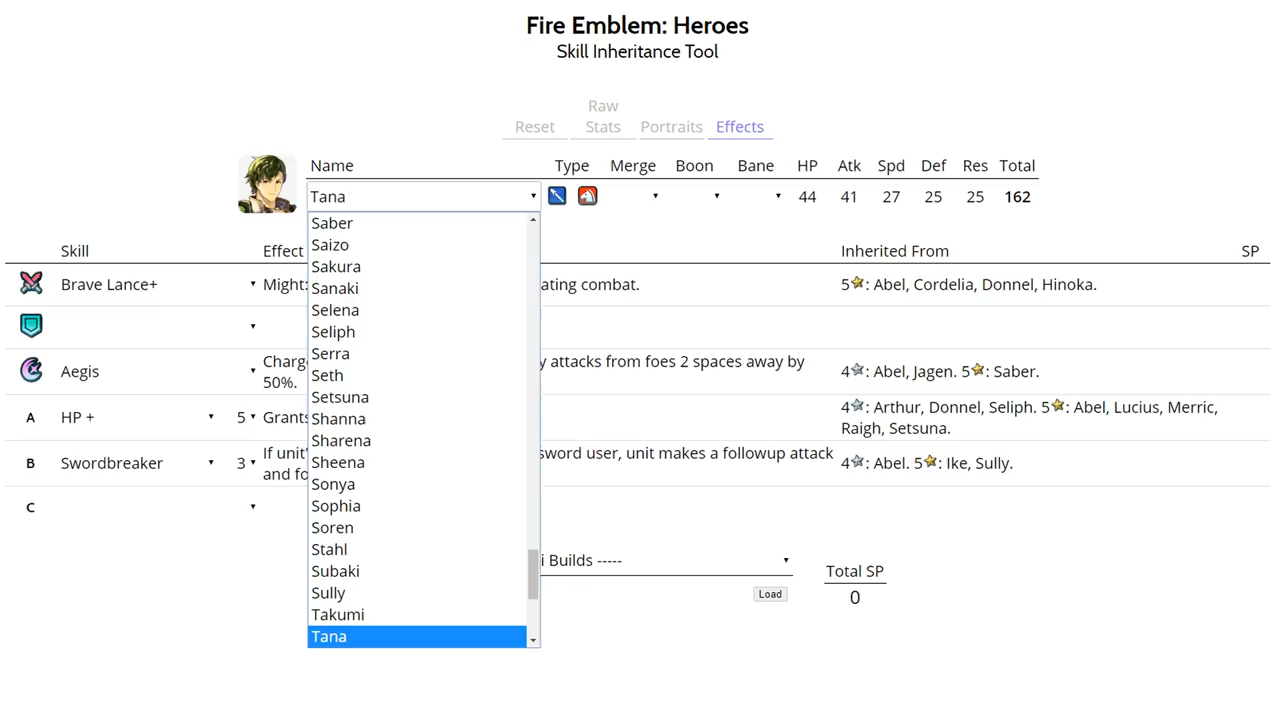 Fire Emblem: Heroes
Skill Inheritance Tool
Reset Raw Stats Portraits Effects
Name Type Merge Boon Bane HP Atk Spd Def Res Total
Tana 44 41 27 25 25 162
Saber
Saizo
Sakura
Sanaki
Selena
Seliph
Serra
Seth
Setsuna
Shanna
Sharena
Sheena
Sonya
Sophia
Soren
Stahl
Subaki
Sully
Takumi
Tana
Skill Effect Inherited From SP
Brave Lance+ Might: ating combat. 5: Abel, Cordelia, Donnel, Hinoka.
Aegis Charg y attacks from foes 2 spaces away by
50%. 4: Abel, Jagen. 5: Saber.
A HP + 5 Grants 4: Arthur, Donnel, Seliph. 5: Abel, Lucius, Merric,
Raigh, Setsuna.
B Swordbreaker 3 If unit' sword user, unit makes a followup attack
and fo 4: Abel. 5: Ike, Sully.
C
i Builds -----
Load
Total SP
0